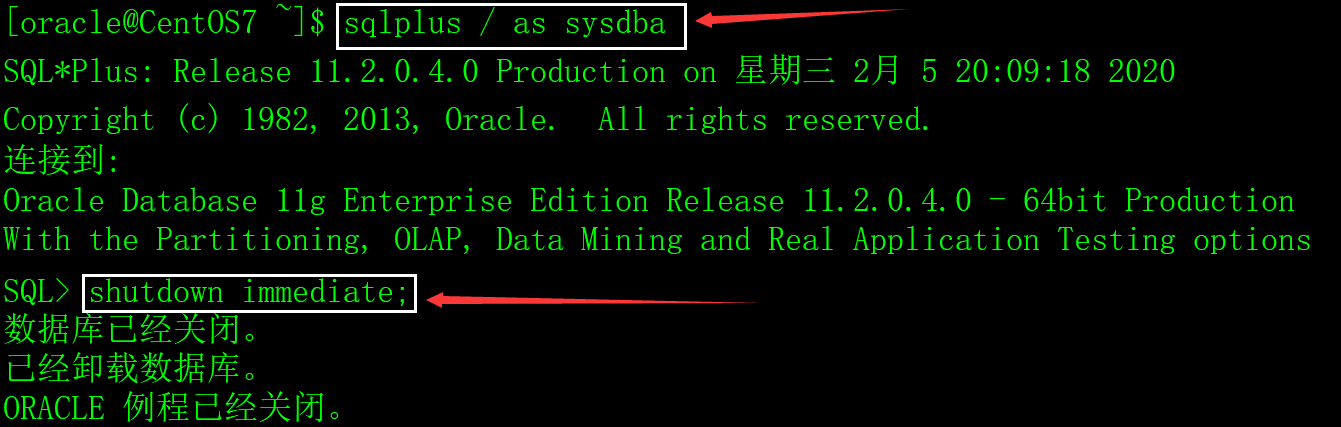 [oracle@CentOS7 ~]$ sqlplus / as sysdba
SQL*Plus: Release 11.2.0.4.0 Production on 星期三 2月 5 20:09:18 2020
Copyright (c) 1982, 2013, Oracle.  All rights reserved.
连接到:
Oracle Database 11g Enterprise Edition Release 11.2.0.4.0 - 64bit Production
With the Partitioning, OLAP, Data Mining and Real Application Testing options
SQL> shutdown immediate;
数据库已经关闭。
已经卸载数据库。
ORACLE 例程已经关闭。